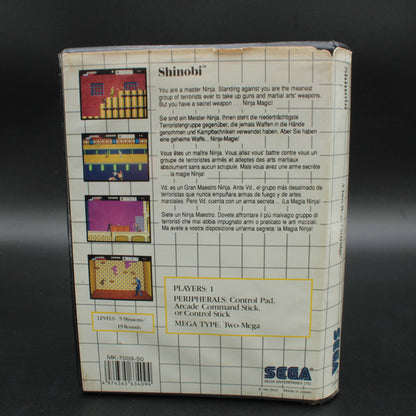 Shinobi™
You are a master Ninja. Standing against you are the meanest
group of terrorists ever to take up guns and martial arts' weapons.
But you have a secret weapon . . . Ninja Magic!
Sie sind ein Meister-Ninja. Ihnen steht die niederträchtigste
Terroristengruppe gegenüber, die jemals Waffen in die Hände
genommen und Kampftechniken verwendet haben. Aber Sie haben
eine geheime Waffe. . .Ninja-Magie!
Vous êtes un maître Ninja. Vous allez vous battre contre vous un
groupe de terroristes armés et adeptes des arts martiaux
absolument sans aucun scrupule. Mais vous avez une arme secrète
. . . la magie Ninja!
Vd. es un Gran Maestro Ninja. Ante Vd., el grupo más desalmado de
terroristas que nunca empuñara armas de fuego y de artes
marciales. Pero Vd. cuenta con un arma secreta . . . ¡La Magia Ninja!
Siete un Ninja Maestro. Dovete affrontare il più malvagio gruppo di
terroristi che mai abbia impugnato armi o praticato le arti marziali.
Ma avete a vostra disposizione un'arma segreta: la magia Ninja!
PLAYERS: 1
PERIPHERALS: Control Pad,
Arcade Command Stick,
or Control Stick
MEGA TYPE: Two-Mega
LEVELS: 5 Missions/
19 Rounds
MK-7009-50
4 974365 634094
SEGA
SEGA ENTERPRISES LTD.
Shinobi
SEGA